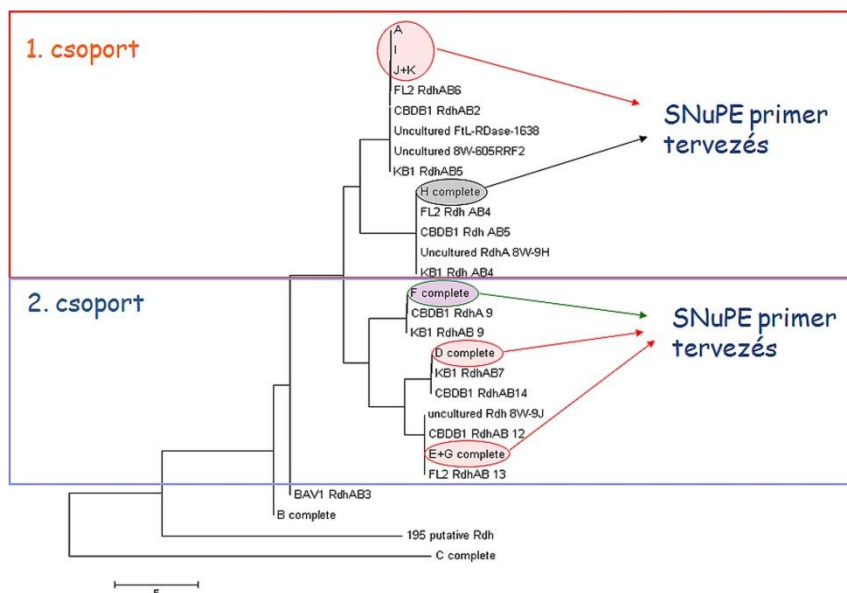 1. csoport
A
I
J+K
FL2 RdhAB6
CBDB1 RdhAB2
Uncultured FtL-RDase-1638
Uncultured 8W-605RRF2
KB1 RdhAB5
H complete
FL2 Rdh AB4
CBDB1 Rdh AB5
Uncultured RdhA 8W-9H
KB1 Rdh AB4
SNuPE primer
tervezés
2. csoport
F complete
CBDB1 RdhA 9
KB1 RdhAB 9
D complete
KB1 RdhAB7
CBDB1 RdhAB14
uncultured Rdh 8W-9J
CBDB1 RdhAB 12
E+G complete
FL2 RdhAB 13
SNuPE primer
tervezés
BAV1 RdhAB3
B complete
195 putative Rdh
C complete
5